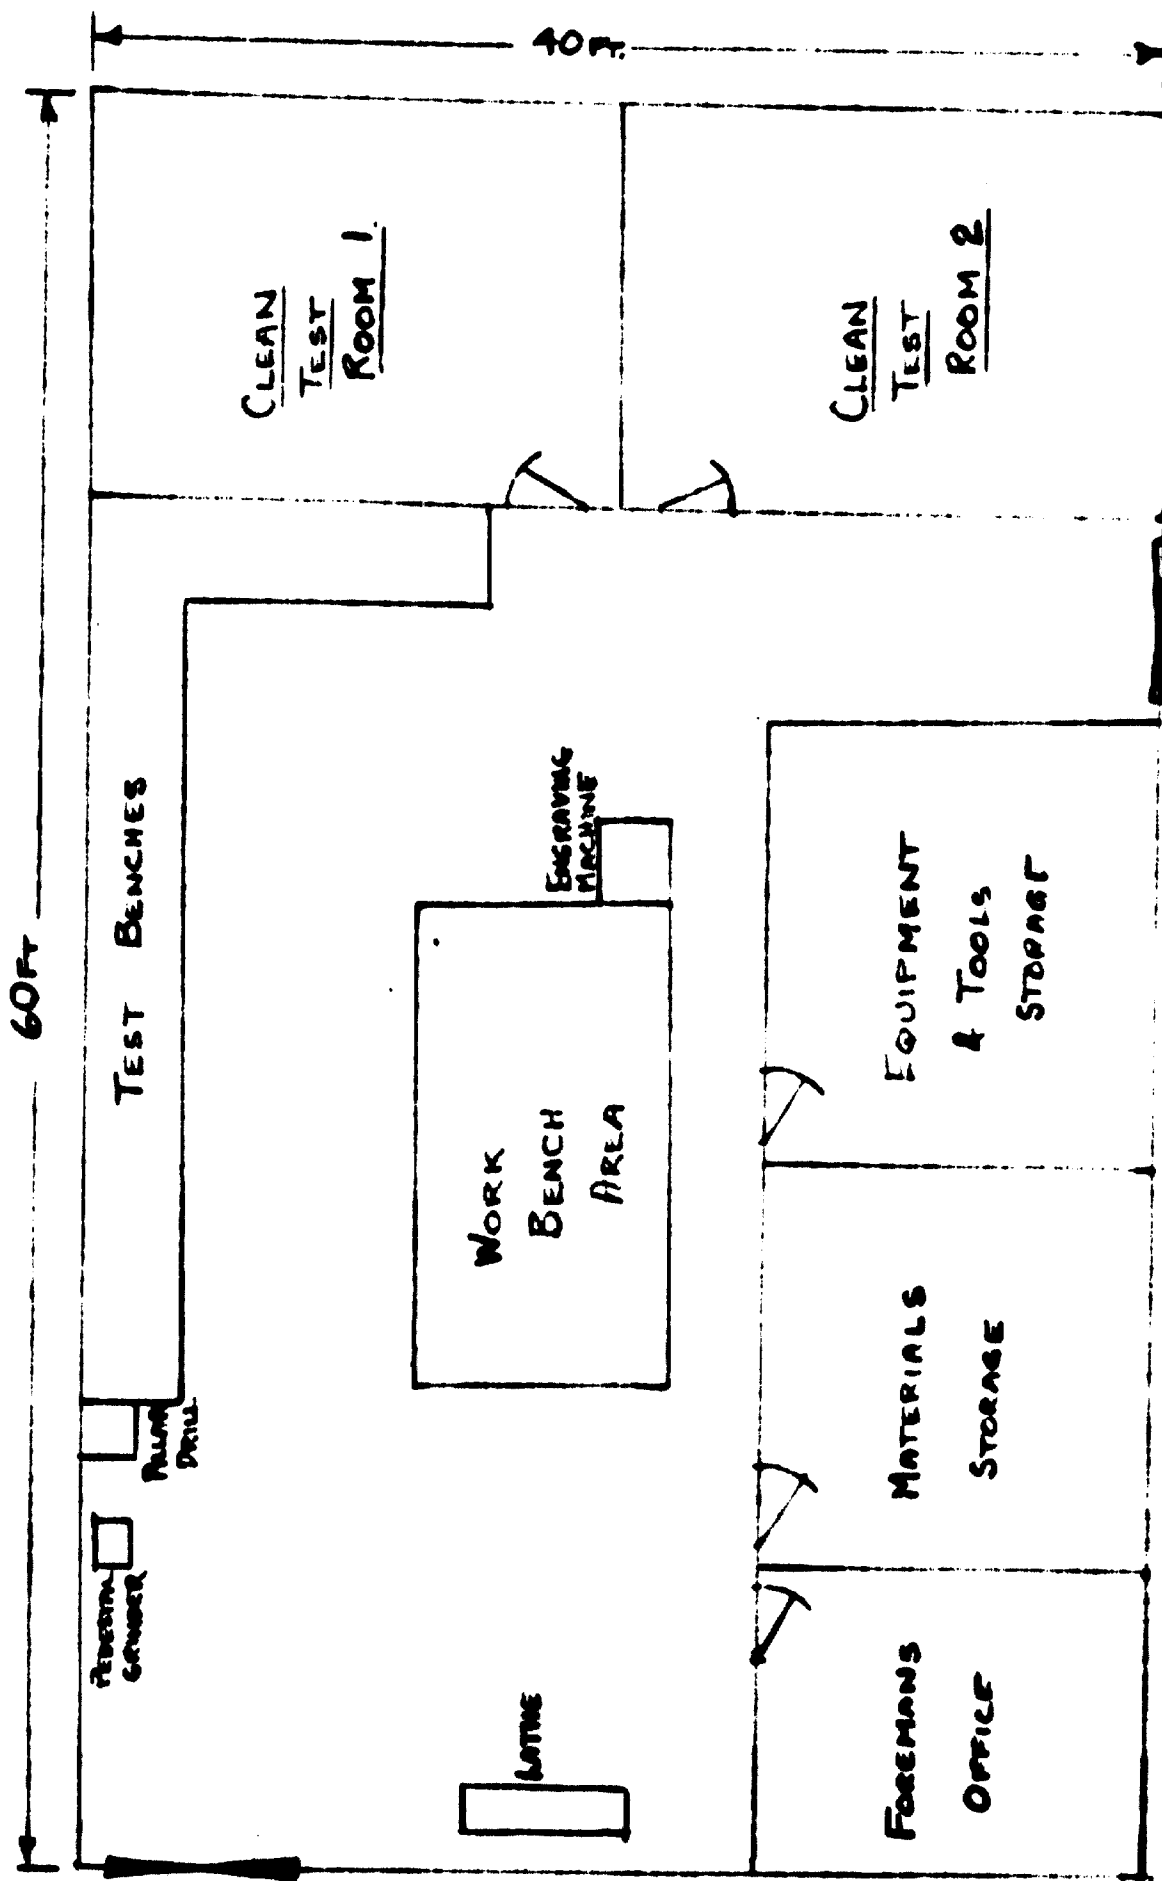 40 FT.
60 FT
CLEAN
TEST
ROOM 1
CLEAN
TEST
ROOM 2
TEST BENCHES
ENGRAVING
MACHINE
WORK
BENCH
AREA
EQUIPMENT
& TOOLS
STORAGE
PILLAR
DRILL
PEDESTAL
GRINDER
MATERIALS
STORAGE
LATHE
FOREMANS
OFFICE